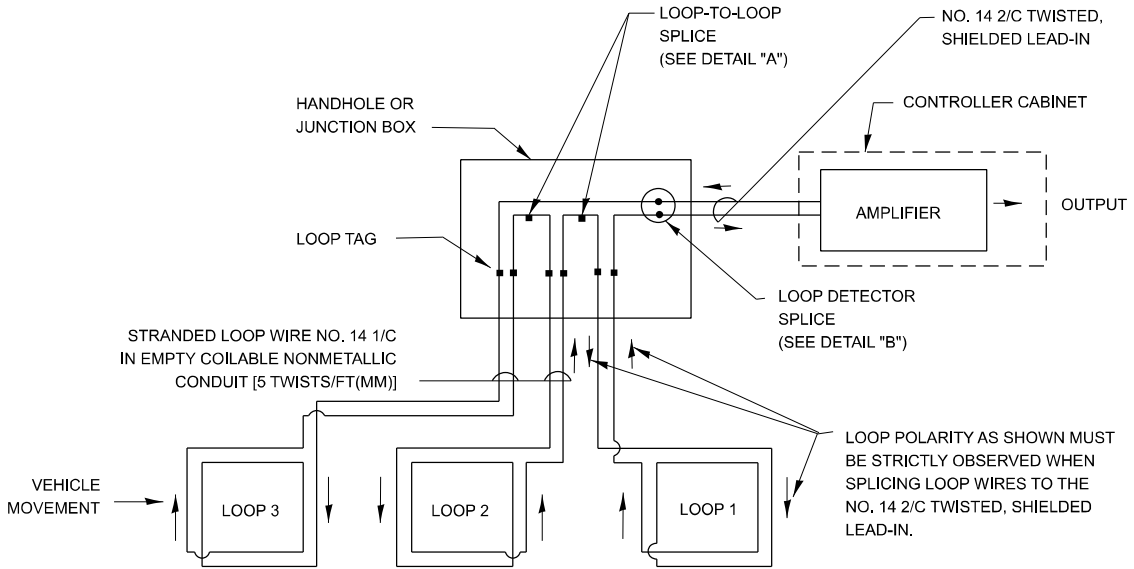 LOOP-TO-LOOP
SPLICE
(SEE DETAIL "A")
NO. 14 2/C TWISTED,
SHIELDED LEAD-IN
HANDHOLE OR
JUNCTION BOX
CONTROLLER CABINET
AMPLIFIER
OUTPUT
LOOP TAG
LOOP DETECTOR
SPLICE
(SEE DETAIL "B")
STRANDED LOOP WIRE NO. 14 1/C
IN EMPTY COILABLE NONMETALLIC
CONDUIT [5 TWISTS/FT(MM)]
LOOP POLARITY AS SHOWN MUST
BE STRICTLY OBSERVED WHEN
SPLICING LOOP WIRES TO THE
NO. 14 2/C TWISTED, SHIELDED
LEAD-IN.
VEHICLE
MOVEMENT
LOOP 3
LOOP 2
LOOP 1